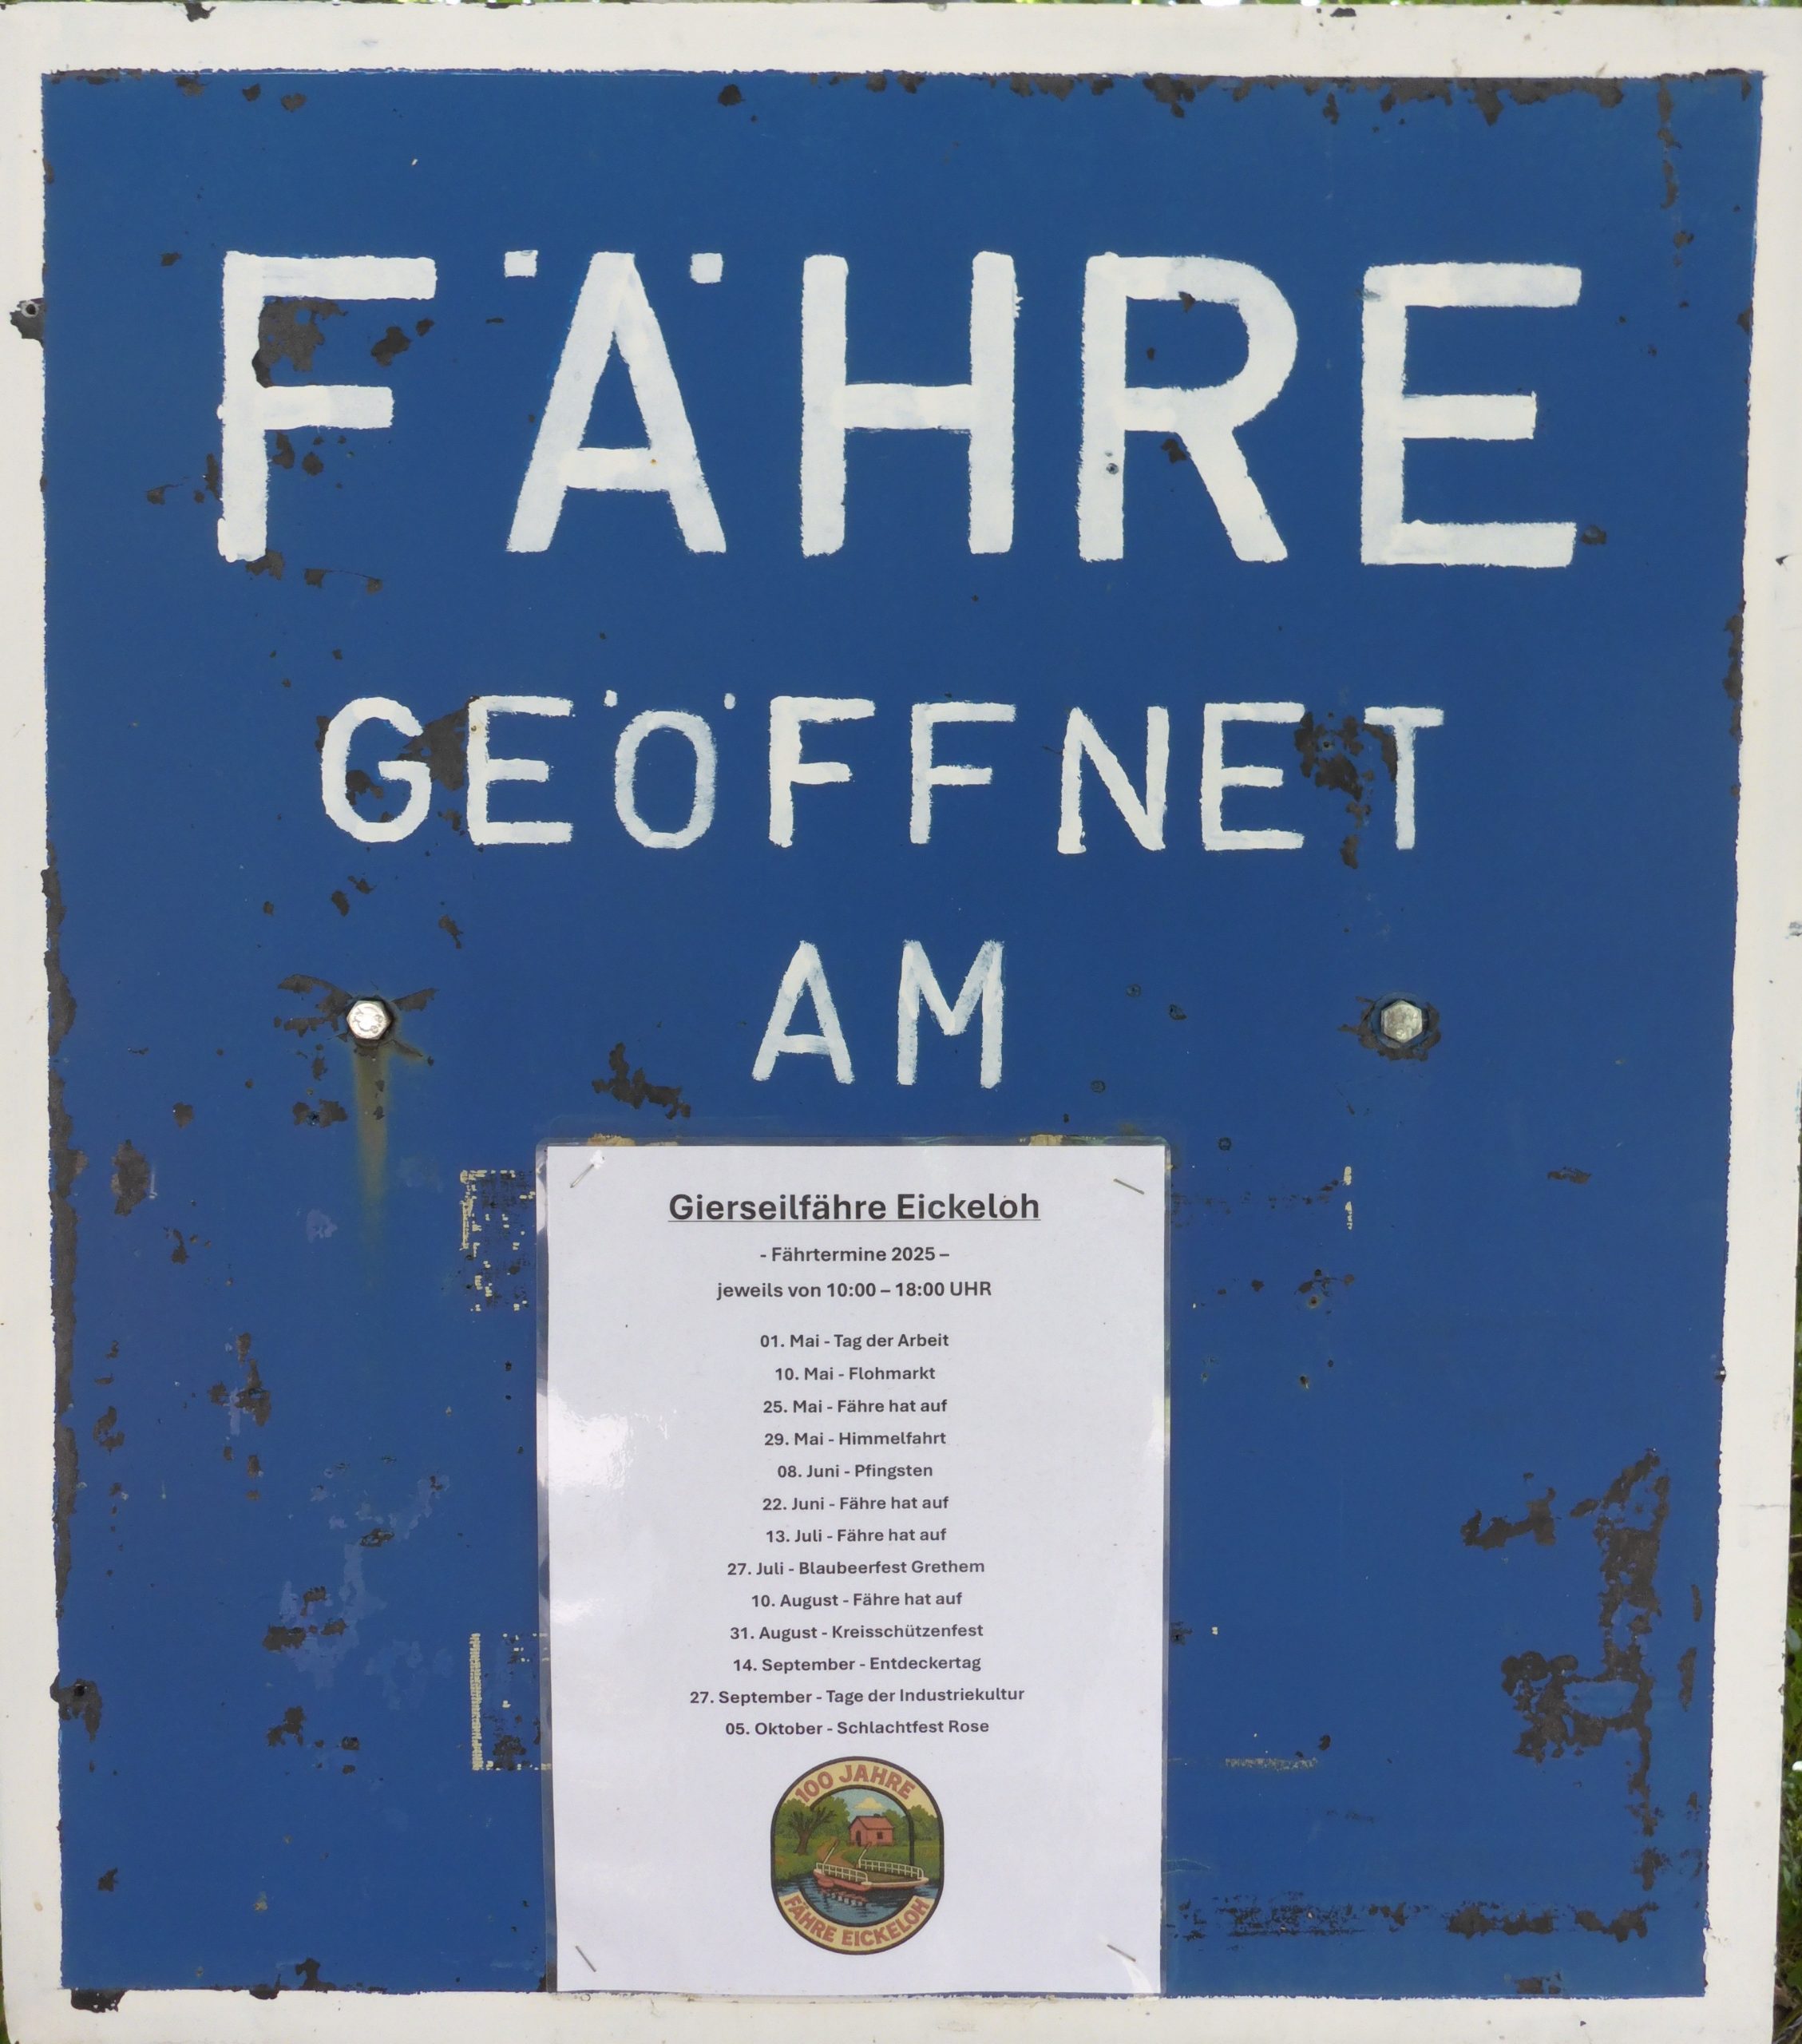 FÄHRE
GEÖFFNET
AM
Gierseilfähre Eickeloh
- Fährtermine 2025 –
jeweils von 10:00 – 18:00 UHR
01. Mai - Tag der Arbeit
10. Mai - Flohmarkt
25. Mai - Fähre hat auf
29. Mai - Himmelfahrt
08. Juni - Pfingsten
22. Juni - Fähre hat auf
13. Juli - Fähre hat auf
27. Juli - Blaubeerfest Grethem
10. August - Fähre hat auf
31. August - Kreisschützenfest
14. September - Entdeckertag
27. September - Tage der Industriekultur
05. Oktober - Schlachtfest Rose
100 JAHRE
FÄHRE EICKELOH